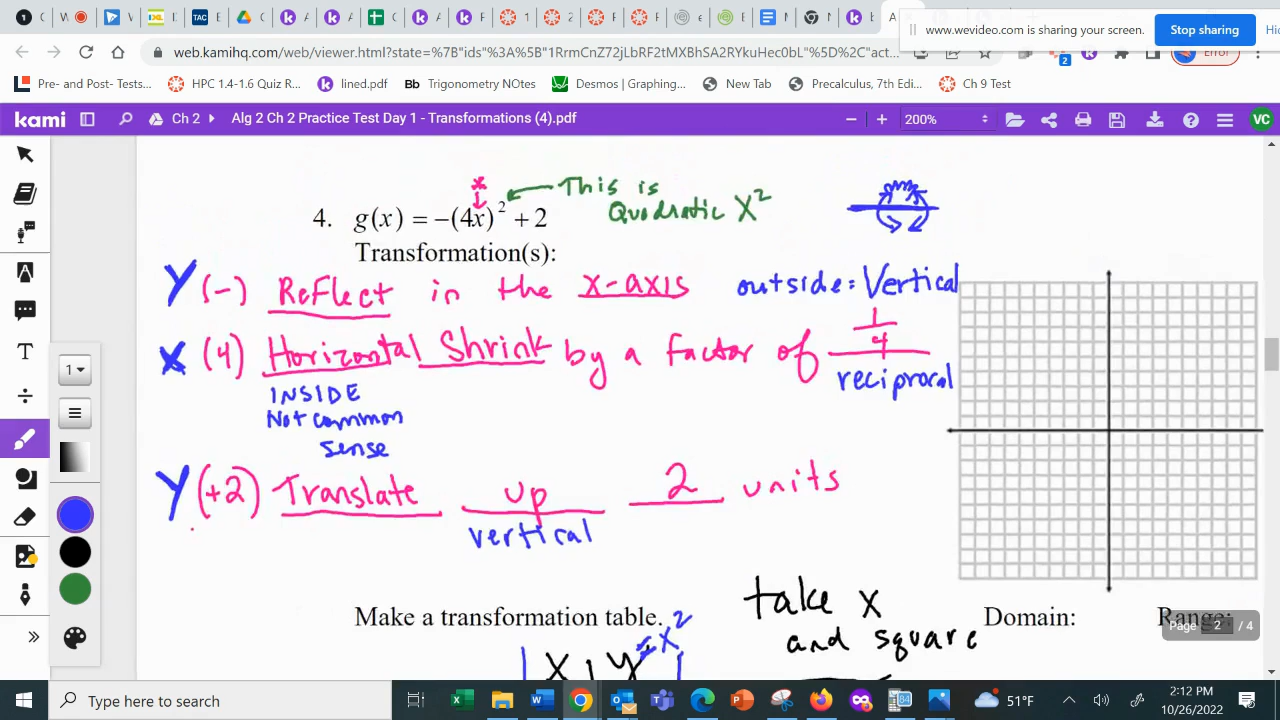 www.wevideo.com is sharing your screen. Stop sharing
web.kamihq.com/web/viewer.html?state=%7B"ids"%3A%5B"1RrmCnZ72jLbRF2tMXBhSA2RYkuHec0bL"%5D%2C"act...
Error
Pre- and Post- Tests... HPC 1.4-1.6 Quiz R... lined.pdf Bb Trigonometry NOtes Desmos | Graphing... New Tab Precalculus, 7th Edi... Ch 9 Test
kami Ch 2 Alg 2 Ch 2 Practice Test Day 1 - Transformations (4).pdf 200% VC
x This is
4. g(x) = −(4x)² + 2 Quadratic X²
Transformation(s):
Y (-) Reflect in the x-axis outside: Vertical
X (4) Horizontal Shrink by a factor of 1/4
INSIDE reciprocal
Not common
sense
Y (+2) Translate up 2 units
vertical
take x
Make a transformation table. Domain: Range:
and square
x y = x²
Page 2 / 4
1
T
Type here to search
51°F
2:12 PM
10/26/2022